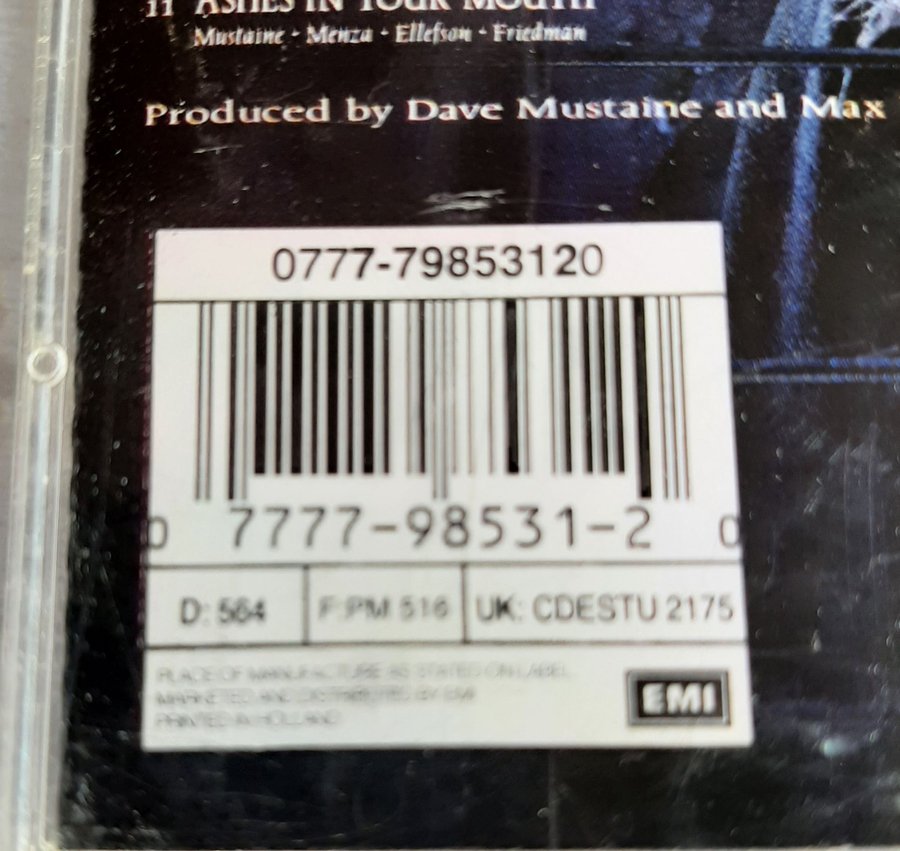 11 ASHES IN YOUR MOUTH
Mustaine • Menza • Ellefson • Friedman
Produced by Dave Mustaine and Max
0777-79853120
0 7777-98531-2 0
D: 564 F:PM 516 UK: CDESTU 2175
PLACE OF MANUFACTURE AS STATED ON LABEL
MARKETED AND DISTRIBUTED BY EMI
PRINTED IN HOLLAND
EMI